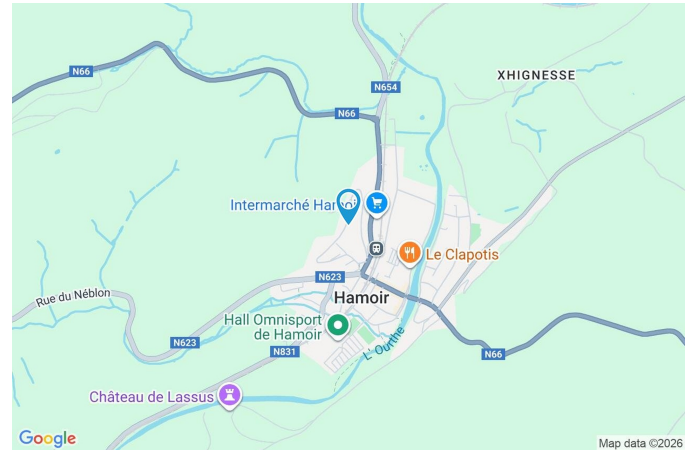 N66
XHIGNESSE
N654
N66
Intermarché Hamoi
Le Clapotis
N623
Rue du Néblon
Hamoir
Hall Omnisport
de Hamoir
N623
N831
L'Ourthe
N66
Château de Lassus
Google
Map data ©2026